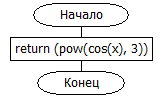 Начало
return (pow(cos(x), 3))
Конец